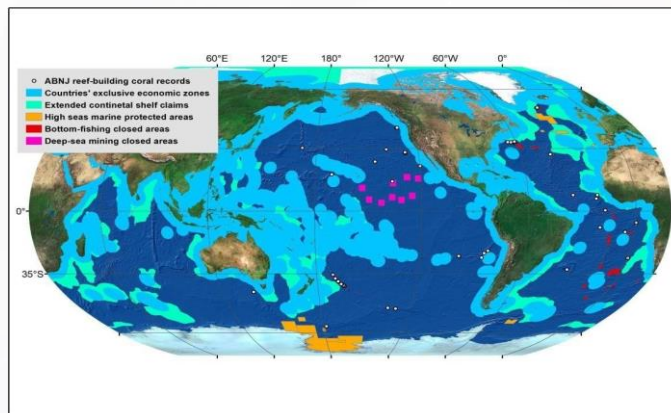 60°E 120°E 180° 120°W 60°W 0°
ABNJ reef-building coral records
Countries' exclusive economic zones
Extended continetal shelf claims
High seas marine protected areas
Bottom-fishing closed areas
Deep-sea mining closed areas
0°
35°S